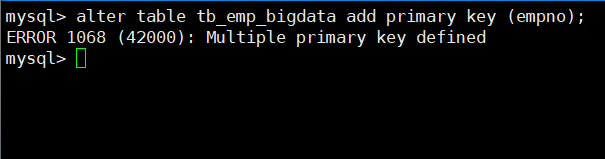 mysql> alter table tb_emp_bigdata add primary key (empno);
ERROR 1068 (42000): Multiple primary key defined
mysql>